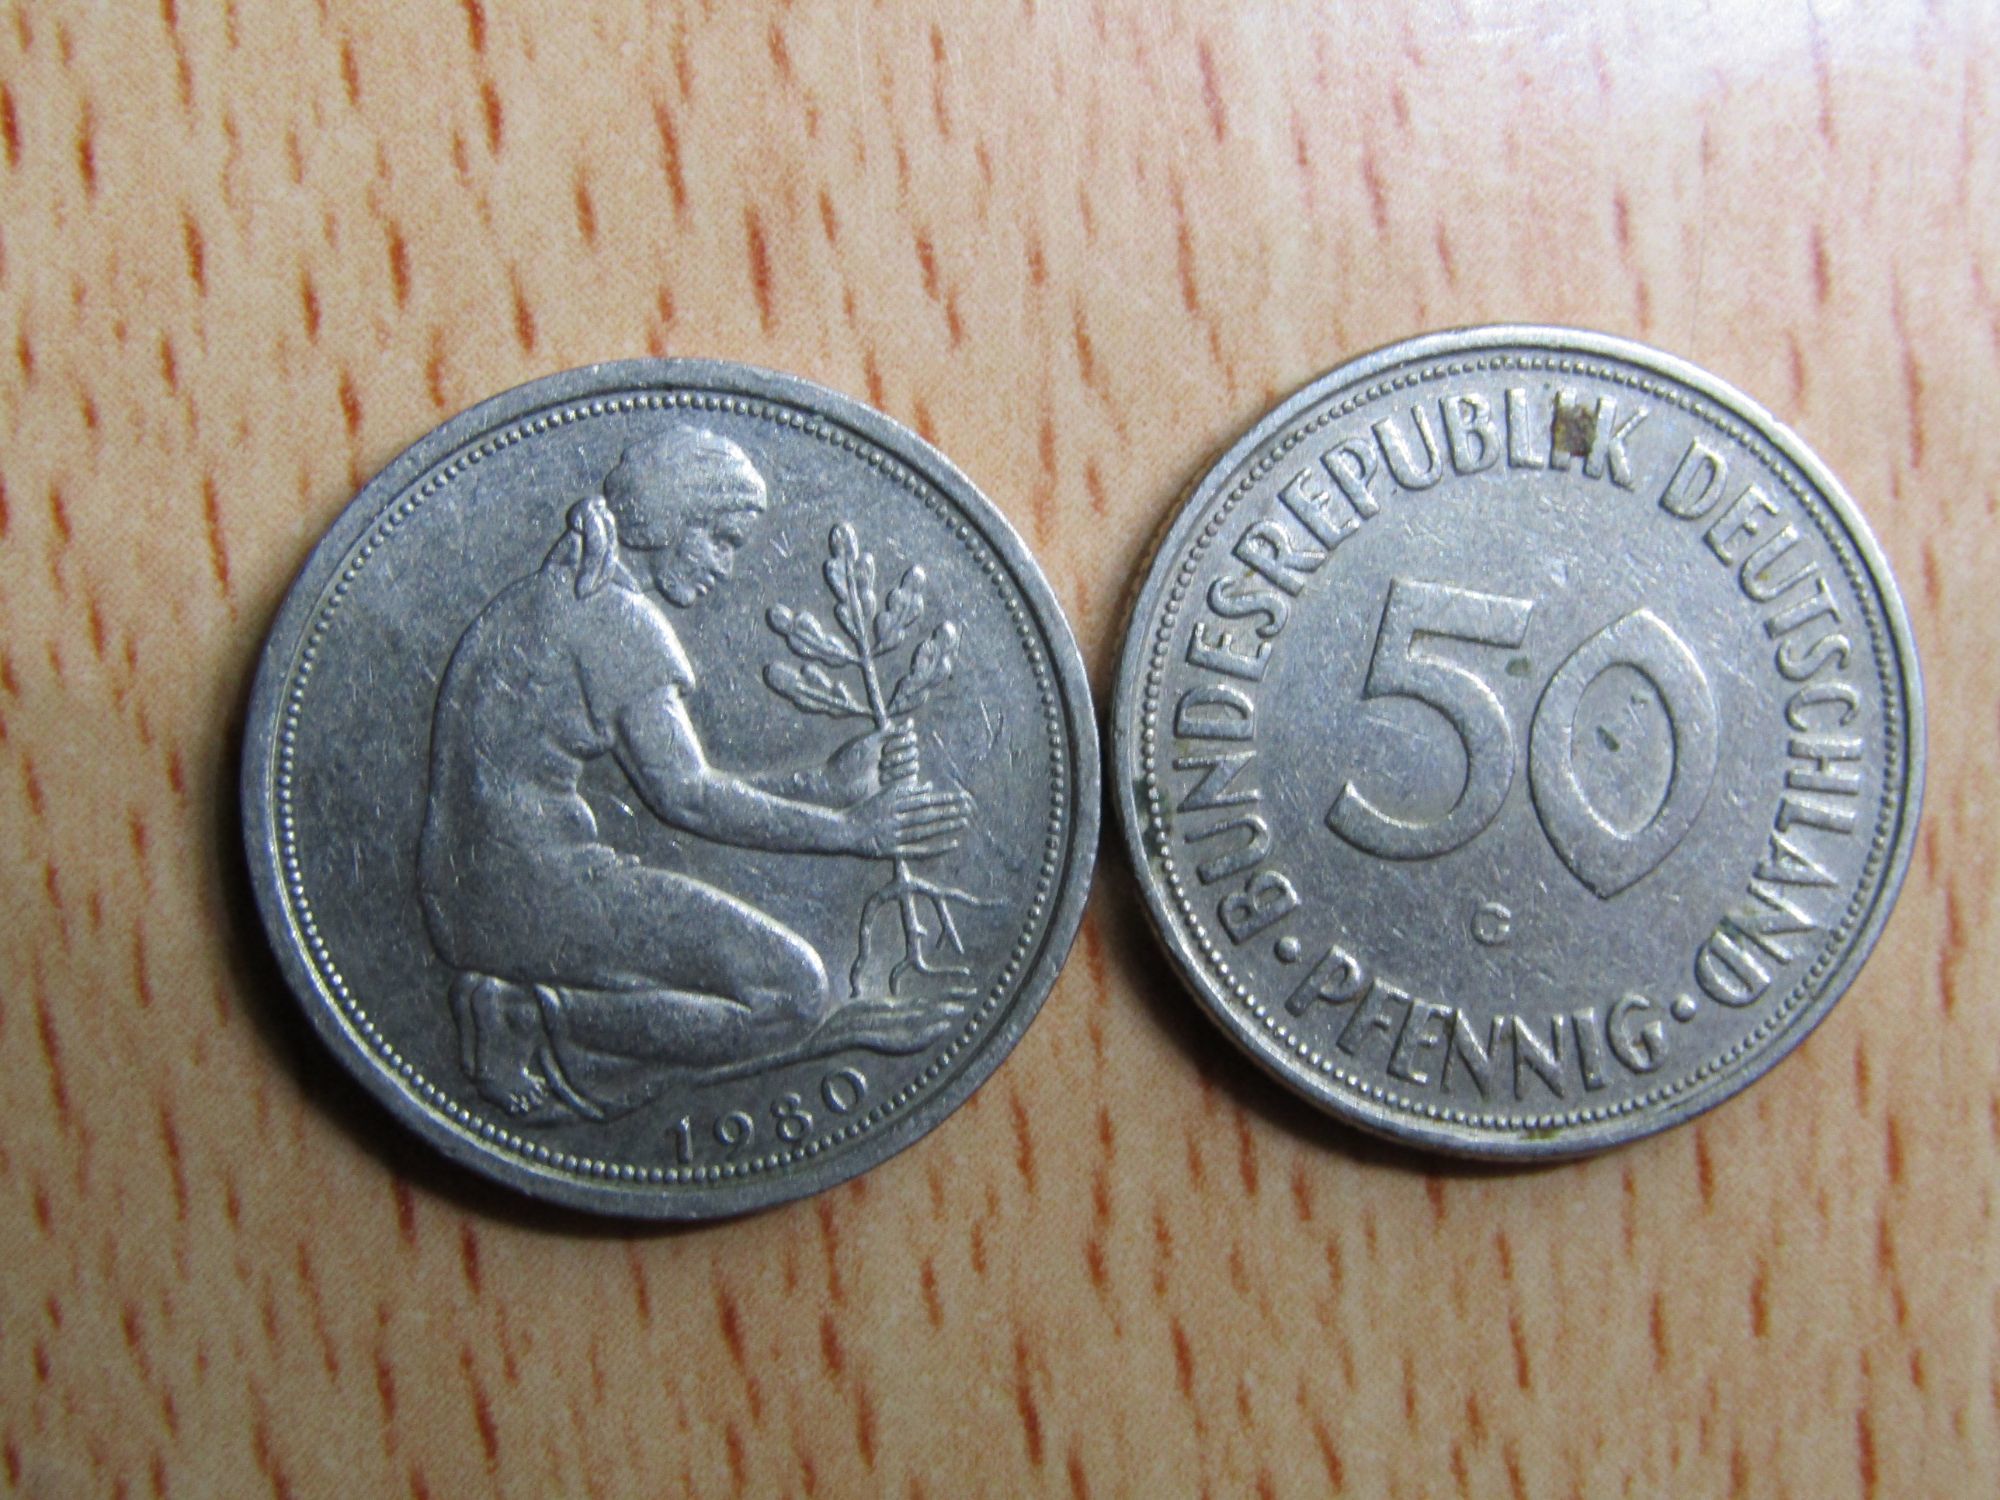 1980
BUNDESREPUBLIK DEUTSCHLAND
50
G
• PFENNIG •